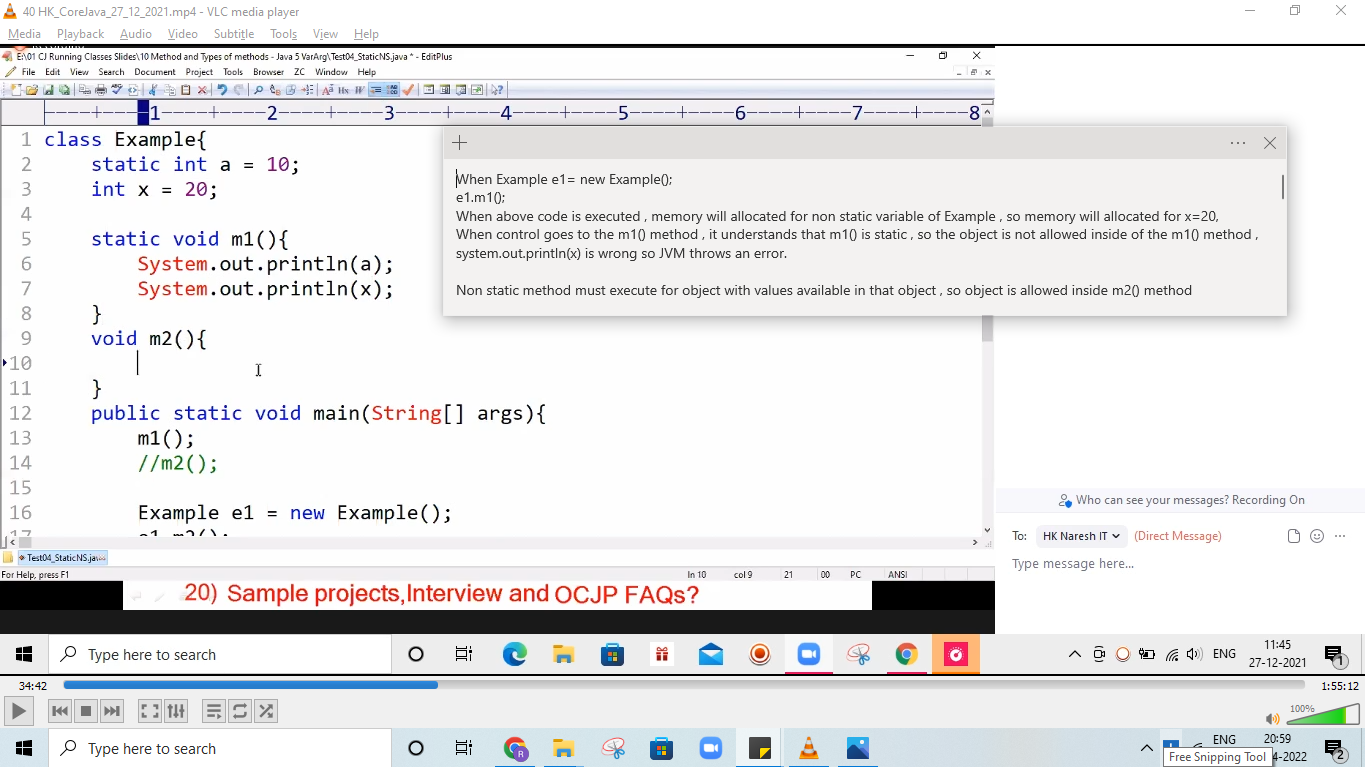 40 HK_CoreJava_27_12_2021.mp4 - VLC media player
Media Playback Audio Video Subtitle Tools View Help
E:\01 CJ Running Classes Slides\10 Method and Types of methods - Java 5 VarArg\Test04_StaticNS.java * - EditPlus
File Edit View Search Document Project Tools Browser ZC Window Help
1 2 3 4 5 6 7 8
1 class Example{
2 static int a = 10;
3 int x = 20;
4
5 static void m1(){
6 System.out.println(a);
7 System.out.println(x);
8 }
9 void m2(){
10
11 }
12 public static void main(String[] args){
13 m1();
14 //m2();
15
16 Example e1 = new Example();
17 e1.m2();
When Example e1= new Example();
e1.m1();
When above code is executed , memory will allocated for non static variable of Example , so memory will allocated for x=20,
When control goes to the m1() method , it understands that m1() is static , so the object is not allowed inside of the m1() method ,
system.out.println(x) is wrong so JVM throws an error.
Non static method must execute for object with values available in that object , so object is allowed inside m2() method
Who can see your messages? Recording On
To: HK Naresh IT (Direct Message)
Type message here...
Test04_StaticNS.java
For Help, press F1 ln 10 col 9 21 00 PC ANSI
20) Sample projects,Interview and OCJP FAQs?
Type here to search ENG 11:45
27-12-2021 1
34:42 1:55:12
100%
Type here to search ENG 20:59
-2022 2
Free Snipping Tool